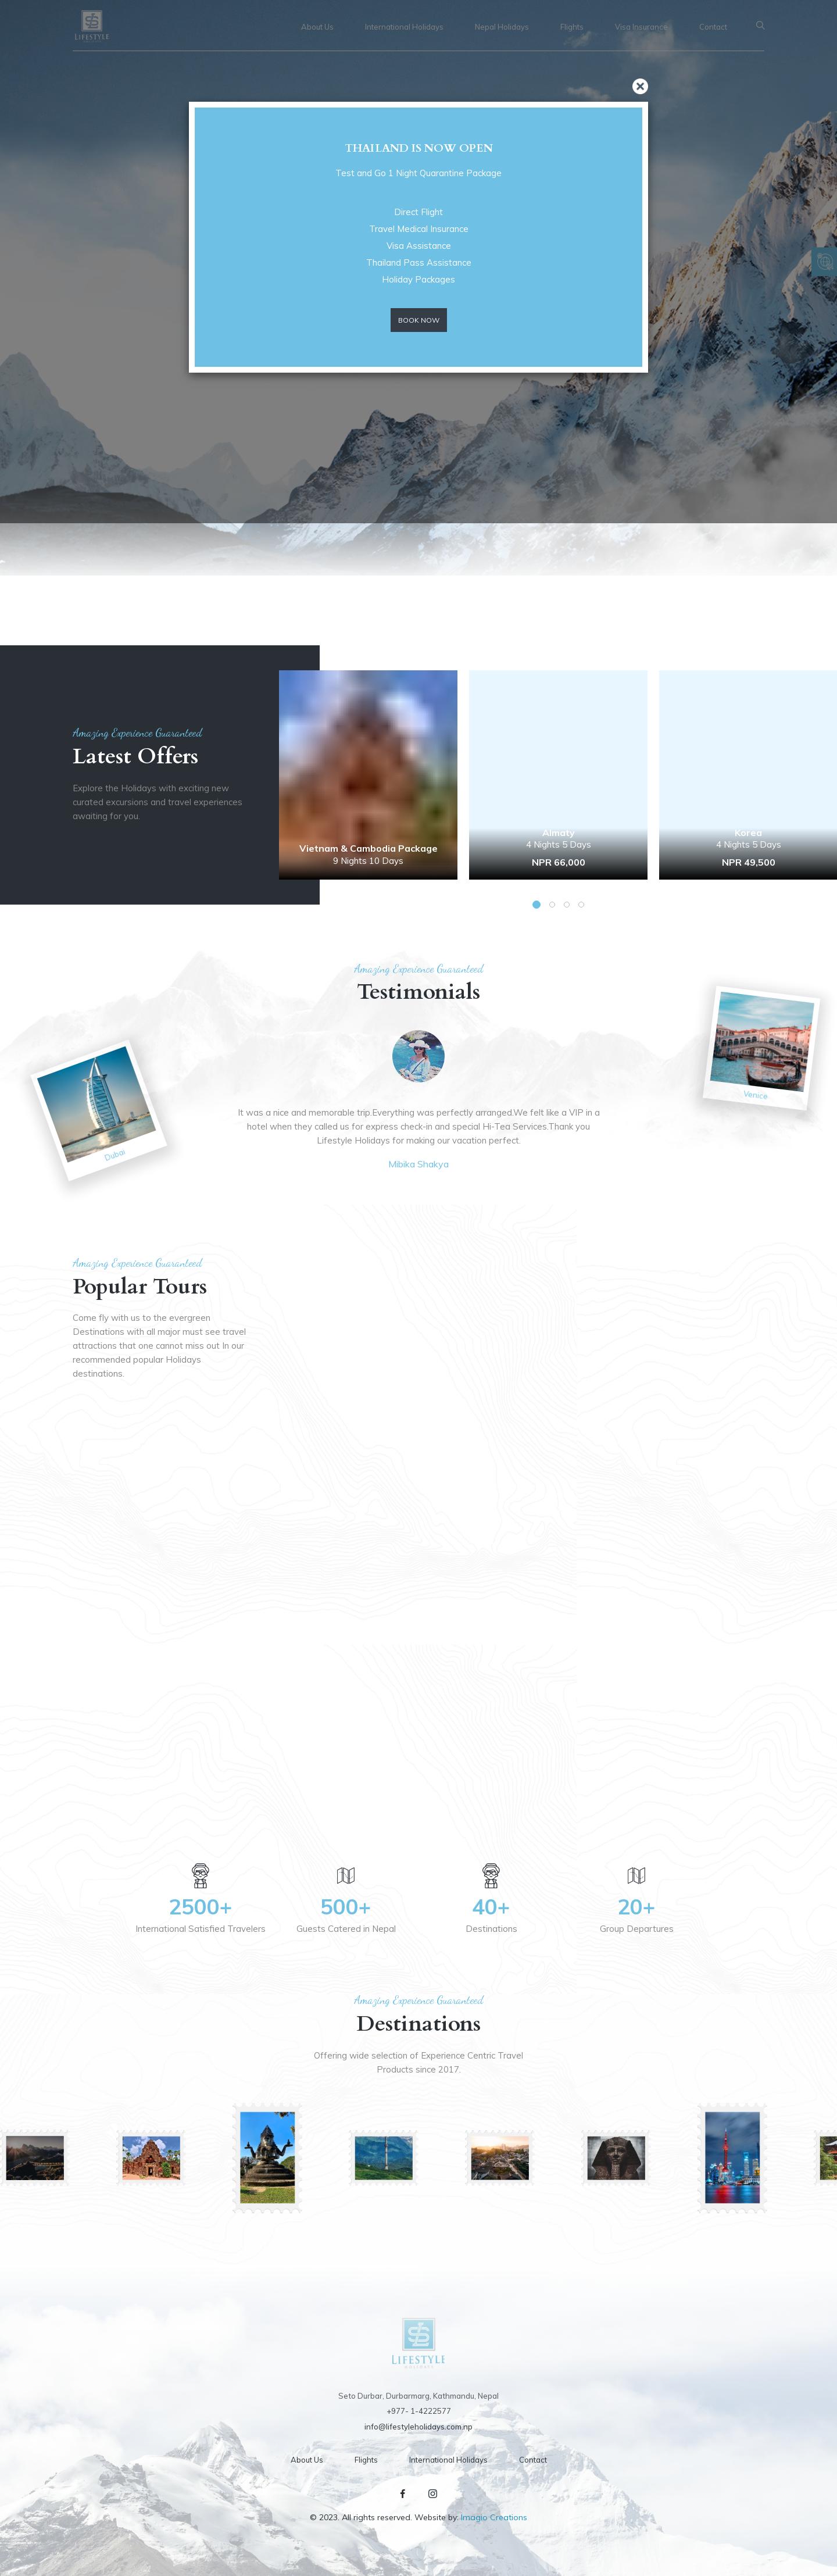 LIFESTYLE
About Us
International Holidays
Nepal Holidays
Flights
Visa Insurance
Contact
THAILAND IS NOW OPEN
Test and Go 1 Night Quarantine Package
Direct Flight
Travel Medical Insurance
Visa Assistance
Thailand Pass Assistance
Holiday Packages
BOOK NOW
Amazing Experience Guaranteed
Latest Offers
Explore the Holidays with exciting new
curated excursions and travel experiences
awaiting for you.
Vietnam & Cambodia Package
9 Nights 10 Days
Almaty
4 Nights 5 Days
NPR 66,000
Korea
4 Nights 5 Days
NPR 49,500
Amazing Experience Guaranteed
Testimonials
Dubai
Venice
It was a nice and memorable trip.Everything was perfectly arranged.We felt like a VIP in a
hotel when they called us for express check-in and special Hi-Tea Services.Thank you
Lifestyle Holidays for making our vacation perfect.
Mibika Shakya
Amazing Experience Guaranteed
Popular Tours
Come fly with us to the evergreen
Destinations with all major must see travel
attractions that one cannot miss out In our
recommended popular Holidays
destinations.
2500+
International Satisfied Travelers
500+
Guests Catered in Nepal
40+
Destinations
20+
Group Departures
Amazing Experience Guaranteed
Destinations
Offering wide selection of Experience Centric Travel
Products since 2017.
LIFESTYLE
HOLIDAYS
Seto Durbar, Durbarmarg, Kathmandu, Nepal
+977- 1-4222577
info@lifestyleholidays.com.np
About Us
Flights
International Holidays
Contact
© 2023. All rights reserved. Website by: Imagio Creations